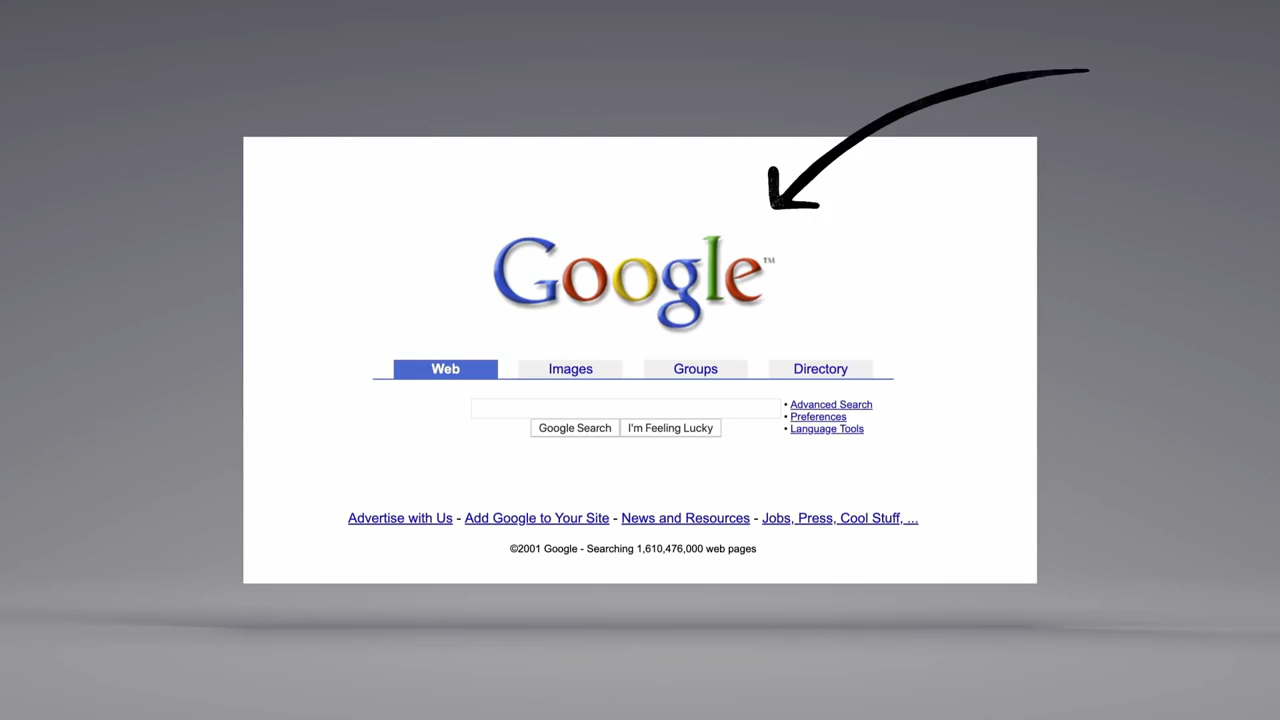 Google™
Web Images Groups Directory
• Advanced Search
• Preferences
• Language Tools
Google Search I'm Feeling Lucky
Advertise with Us - Add Google to Your Site - News and Resources - Jobs, Press, Cool Stuff, ...
©2001 Google - Searching 1,610,476,000 web pages